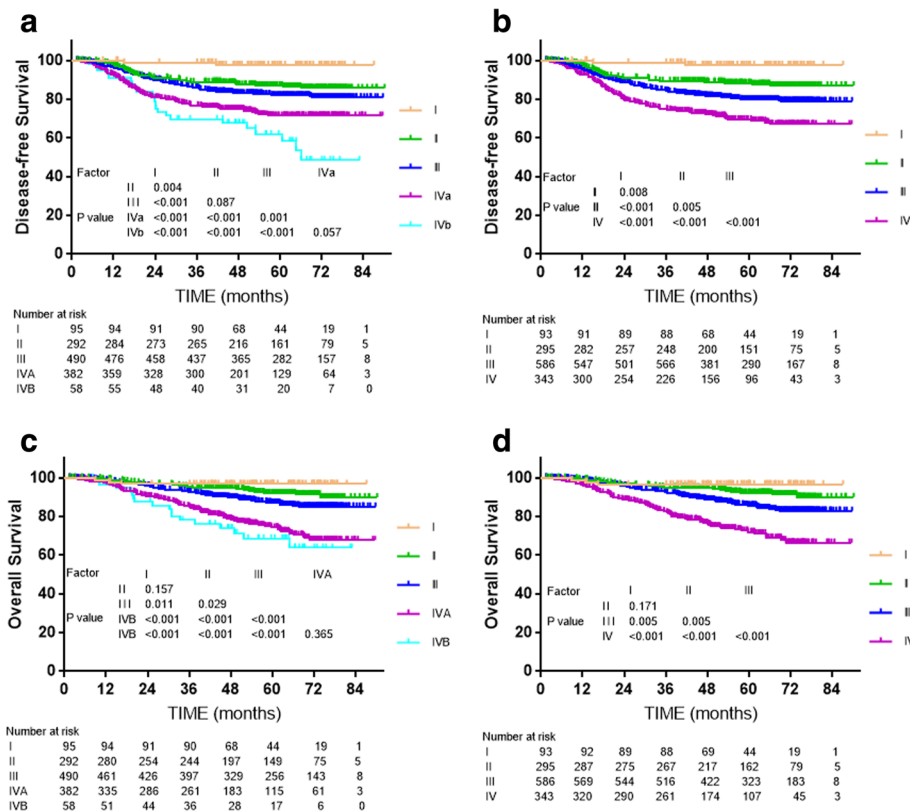 a
Disease-free Survival
100
80
60
40
20
0
Factor I II III IVa
II 0.004
III <0.001 0.087
P value IVa <0.001 <0.001 0.001
IVb <0.001 <0.001 <0.001 0.057
0 12 24 36 48 60 72 84
TIME (months)
I
II
III
IVa
IVb
Number at risk
I 95 94 91 90 68 44 19 1
II 292 284 273 265 216 161 79 5
III 490 476 458 437 365 282 157 8
IVA 382 359 328 300 201 129 64 3
IVB 58 55 48 40 31 20 7 0
b
Disease-free Survival
100
80
60
40
20
0
Factor I II III
II 0.008
P value II <0.001 0.005
IV <0.001 <0.001 <0.001
0 12 24 36 48 60 72 84
TIME (months)
I
II
II
IV
Number at risk
I 93 91 89 88 68 44 19 1
II 295 282 257 248 200 151 75 5
III 586 547 501 566 381 290 167 8
IV 343 300 254 226 156 96 43 3
c
Overall Survival
100
80
60
40
20
0
Factor I II III IVA
II 0.157
III 0.011 0.029
P value IVB <0.001 <0.001 <0.001
IVB <0.001 <0.001 <0.001 0.365
0 12 24 36 48 60 72 84
TIME (months)
I
II
III
IVA
IVB
Number at risk
I 95 94 91 90 68 44 19 1
II 292 280 254 244 197 149 75 5
III 490 461 426 397 329 256 143 8
IVA 382 335 286 261 183 115 61 3
IVB 58 51 44 36 28 17 6 0
d
Overall Survival
100
80
60
40
20
0
Factor I II III
II 0.171
P value III 0.005 0.005
IV <0.001 <0.001 <0.001
0 12 24 36 48 60 72 84
TIME (months)
I
II
III
IV
Number at risk
I 93 92 89 88 69 44 19 1
II 295 287 275 267 217 162 79 5
III 586 569 544 516 422 323 183 8
IV 343 320 290 261 174 107 45 3